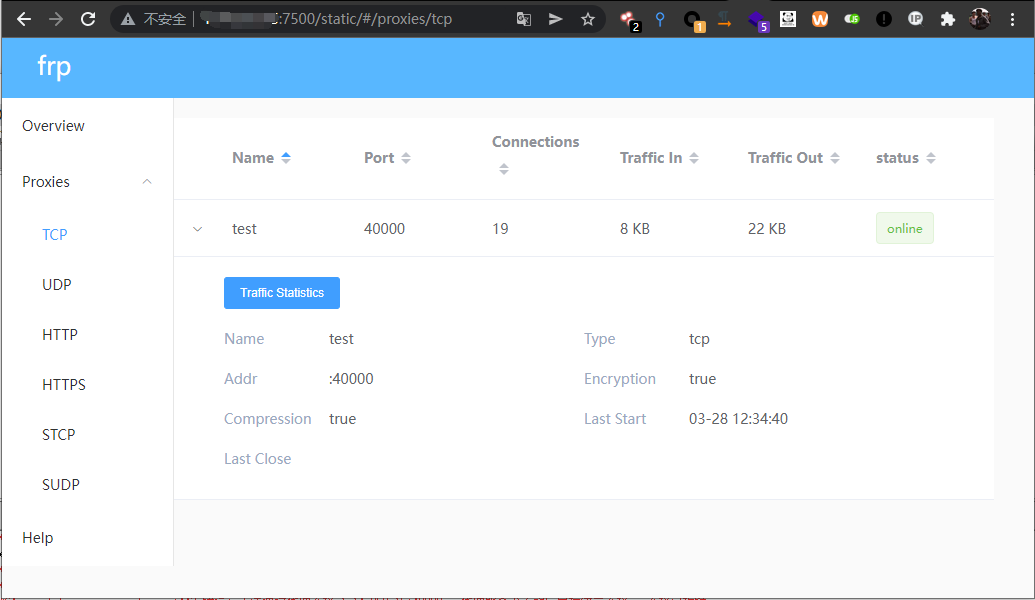 不安全 :7500/static/#/proxies/tcp
2
1
5
IP
frp
Overview
Proxies
TCP
UDP
HTTP
HTTPS
STCP
SUDP
Help
Name Port Connections Traffic In Traffic Out status
test 40000 19 8 KB 22 KB online
Traffic Statistics
Name test Type tcp
Addr :40000 Encryption true
Compression true Last Start 03-28 12:34:40
Last Close